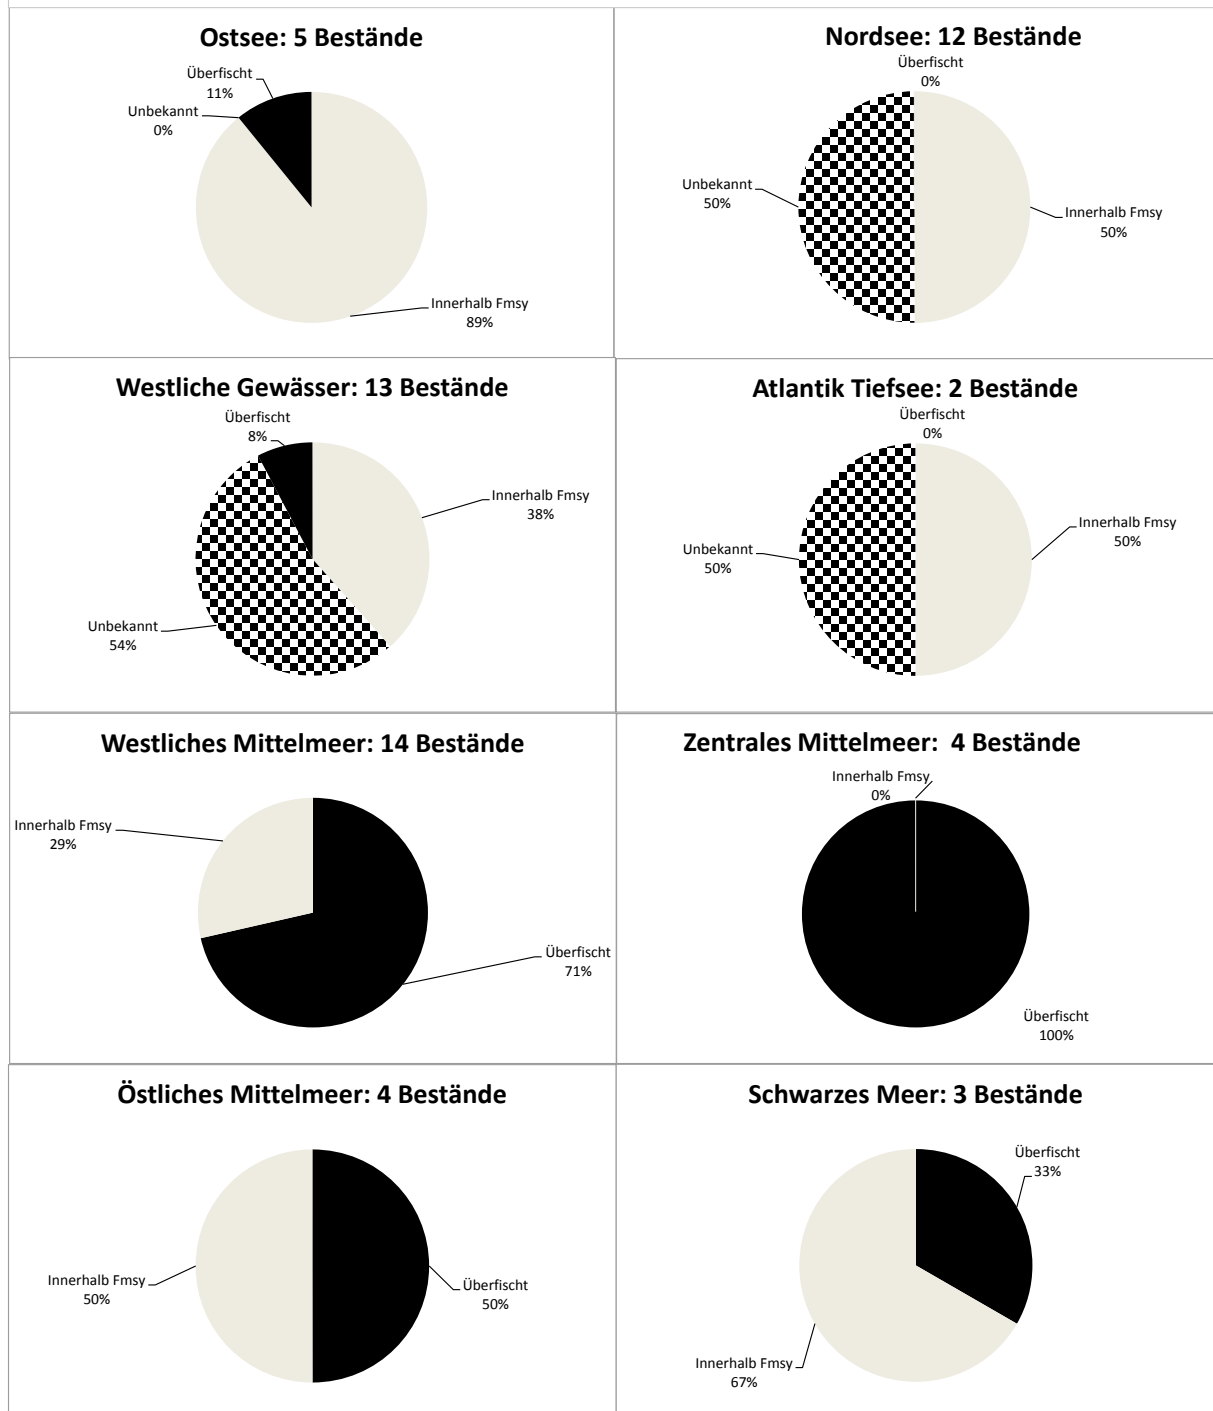 Ostsee: 5 Bestände
Überfischt
11%
Unbekannt
0%
Innerhalb Fmsy
89%
Nordsee: 12 Bestände
Überfischt
0%
Unbekannt
50%
Innerhalb Fmsy
50%
Westliche Gewässer: 13 Bestände
Überfischt
8%
Innerhalb Fmsy
38%
Unbekannt
54%
Atlantik Tiefsee: 2 Bestände
Überfischt
0%
Innerhalb Fmsy
50%
Unbekannt
50%
Westliches Mittelmeer: 14 Bestände
Innerhalb Fmsy
29%
Überfischt
71%
Zentrales Mittelmeer: 4 Bestände
Innerhalb Fmsy
0%
Überfischt
100%
Östliches Mittelmeer: 4 Bestände
Innerhalb Fmsy
50%
Überfischt
50%
Schwarzes Meer: 3 Bestände
Überfischt
33%
Innerhalb Fmsy
67%